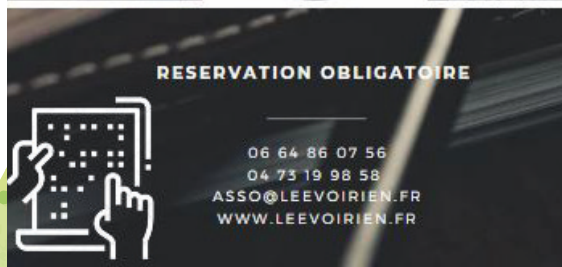 RESERVATION OBLIGATOIRE
06 64 86 07 56
04 73 19 98 58
ASSO@LEEVOIRIEN.FR
WWW.LEEVOIRIEN.FR